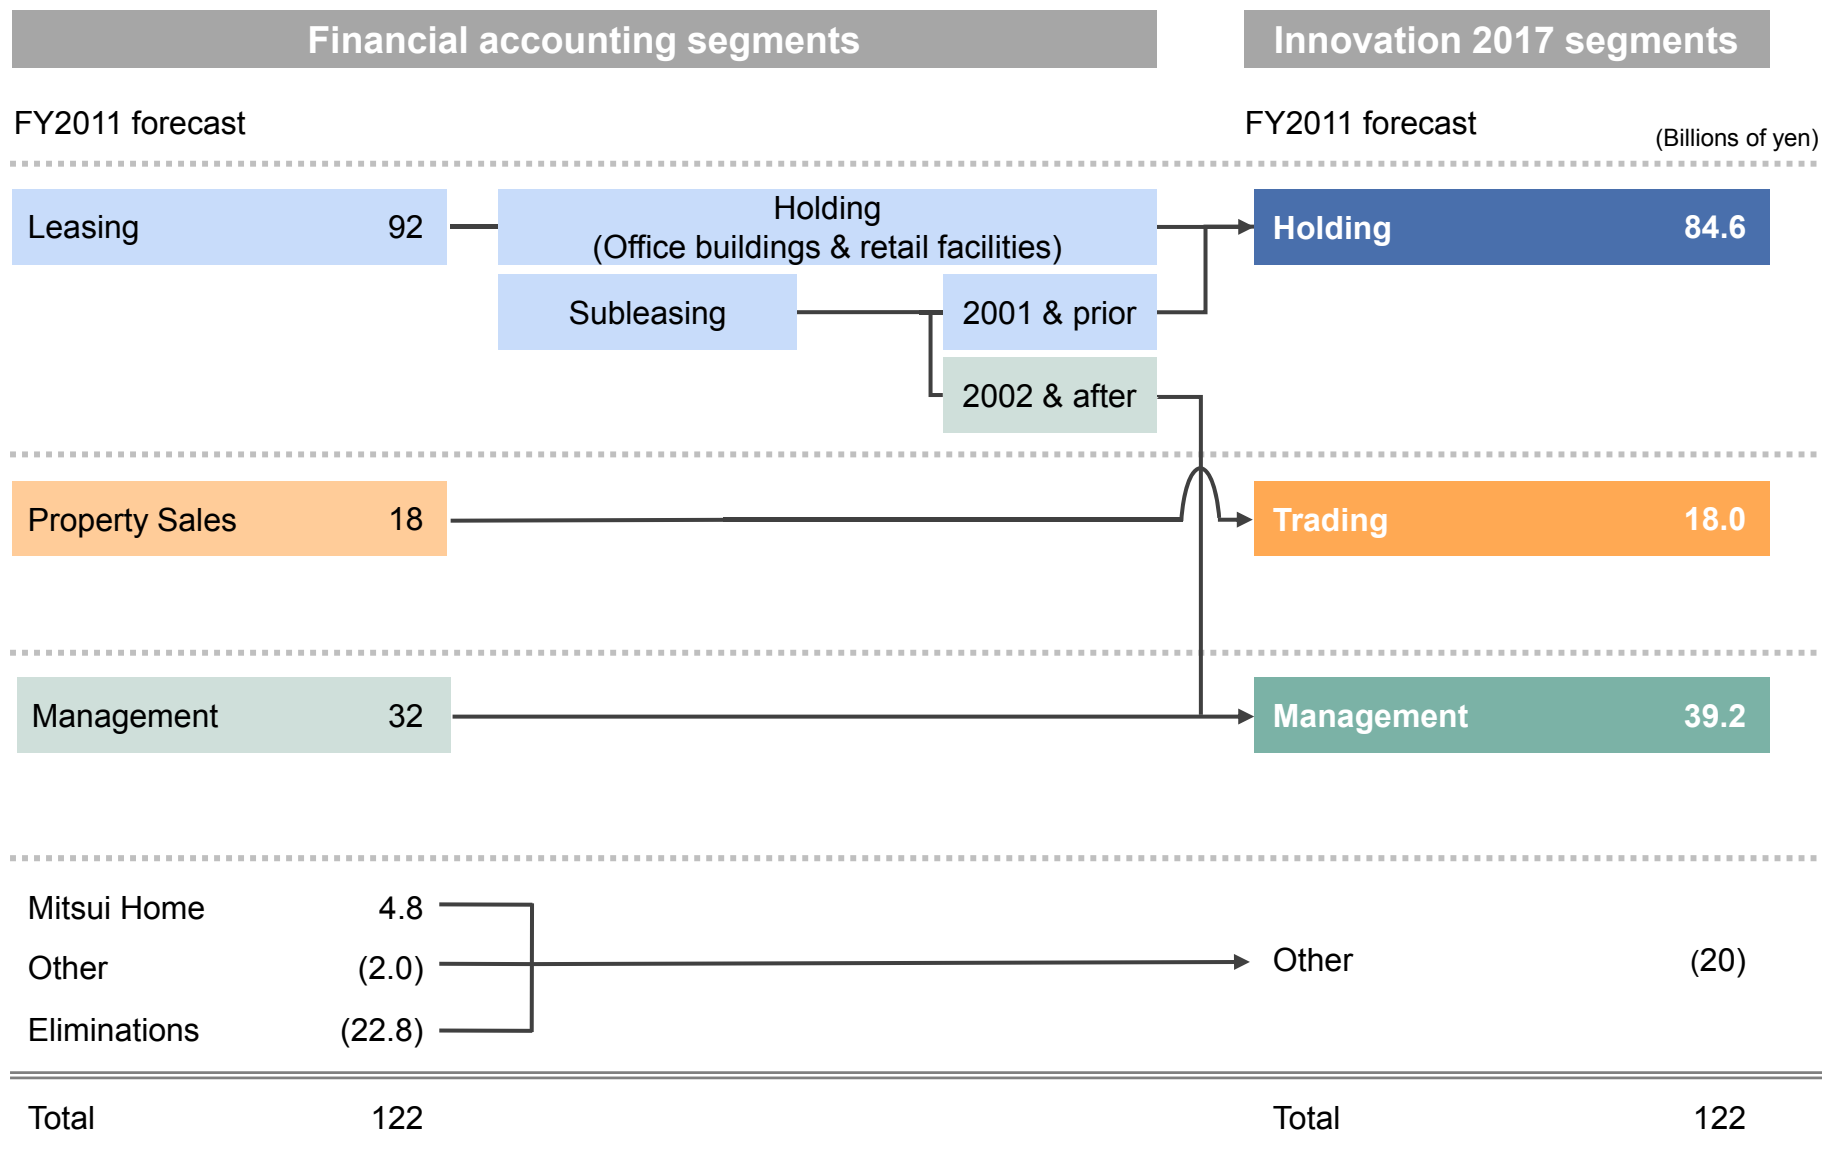 Financial accounting segments
Innovation 2017 segments
FY2011 forecast
FY2011 forecast
(Billions of yen)
Leasing 92
Holding
(Office buildings & retail facilities)
Holding 84.6
Subleasing
2001 & prior
2002 & after
Property Sales 18
Trading 18.0
Management 32
Management 39.2
Mitsui Home 4.8
Other (2.0)
Other (20)
Eliminations (22.8)
Total 122
Total 122